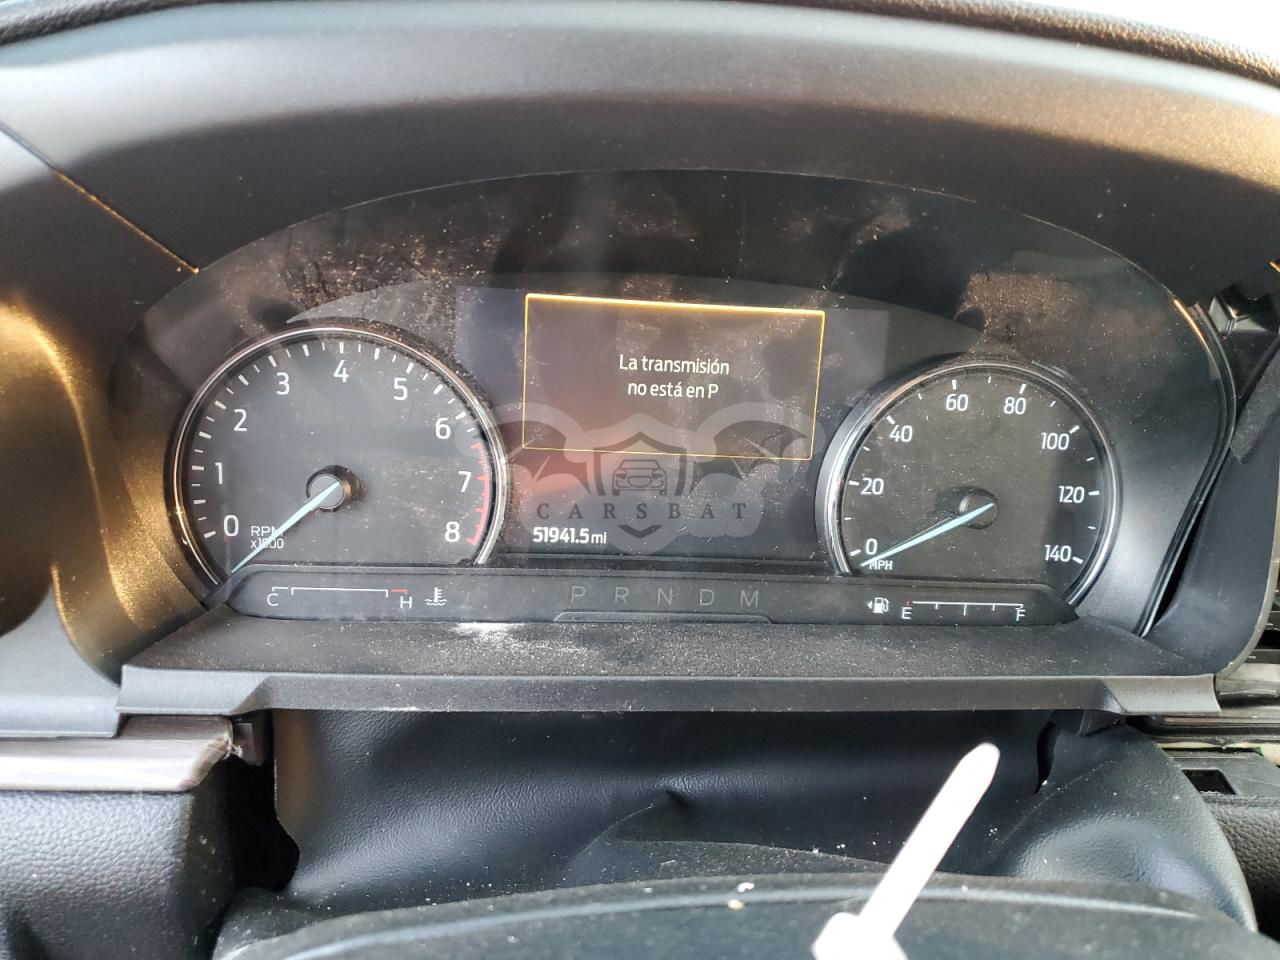 La transmisión
no está en P
CARSBAT
51941.5 mi
0 1 2 3 4 5 6 7 8
RPM
x1000
0 20 40 60 80 100 120 140
MPH
C H
P R N D M
E F